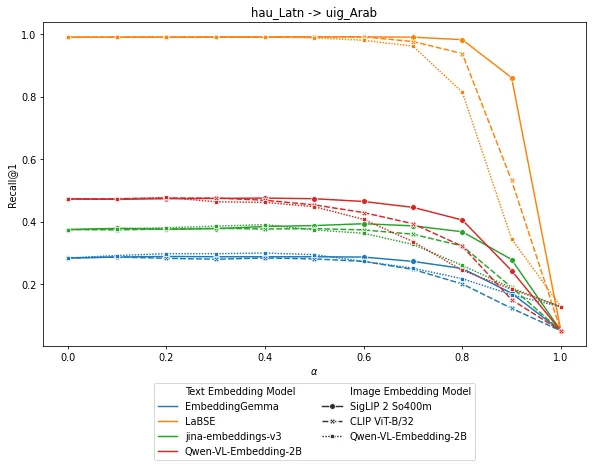 hau_Latn -> uig_Arab
Recall@1
1.0
0.8
0.6
0.4
0.2
0.0 0.2 0.4 0.6 0.8 1.0
α
Text Embedding Model Image Embedding Model
EmbeddingGemma SigLIP 2 So400m
LaBSE CLIP ViT-B/32
jina-embeddings-v3 Qwen-VL-Embedding-2B
Qwen-VL-Embedding-2B